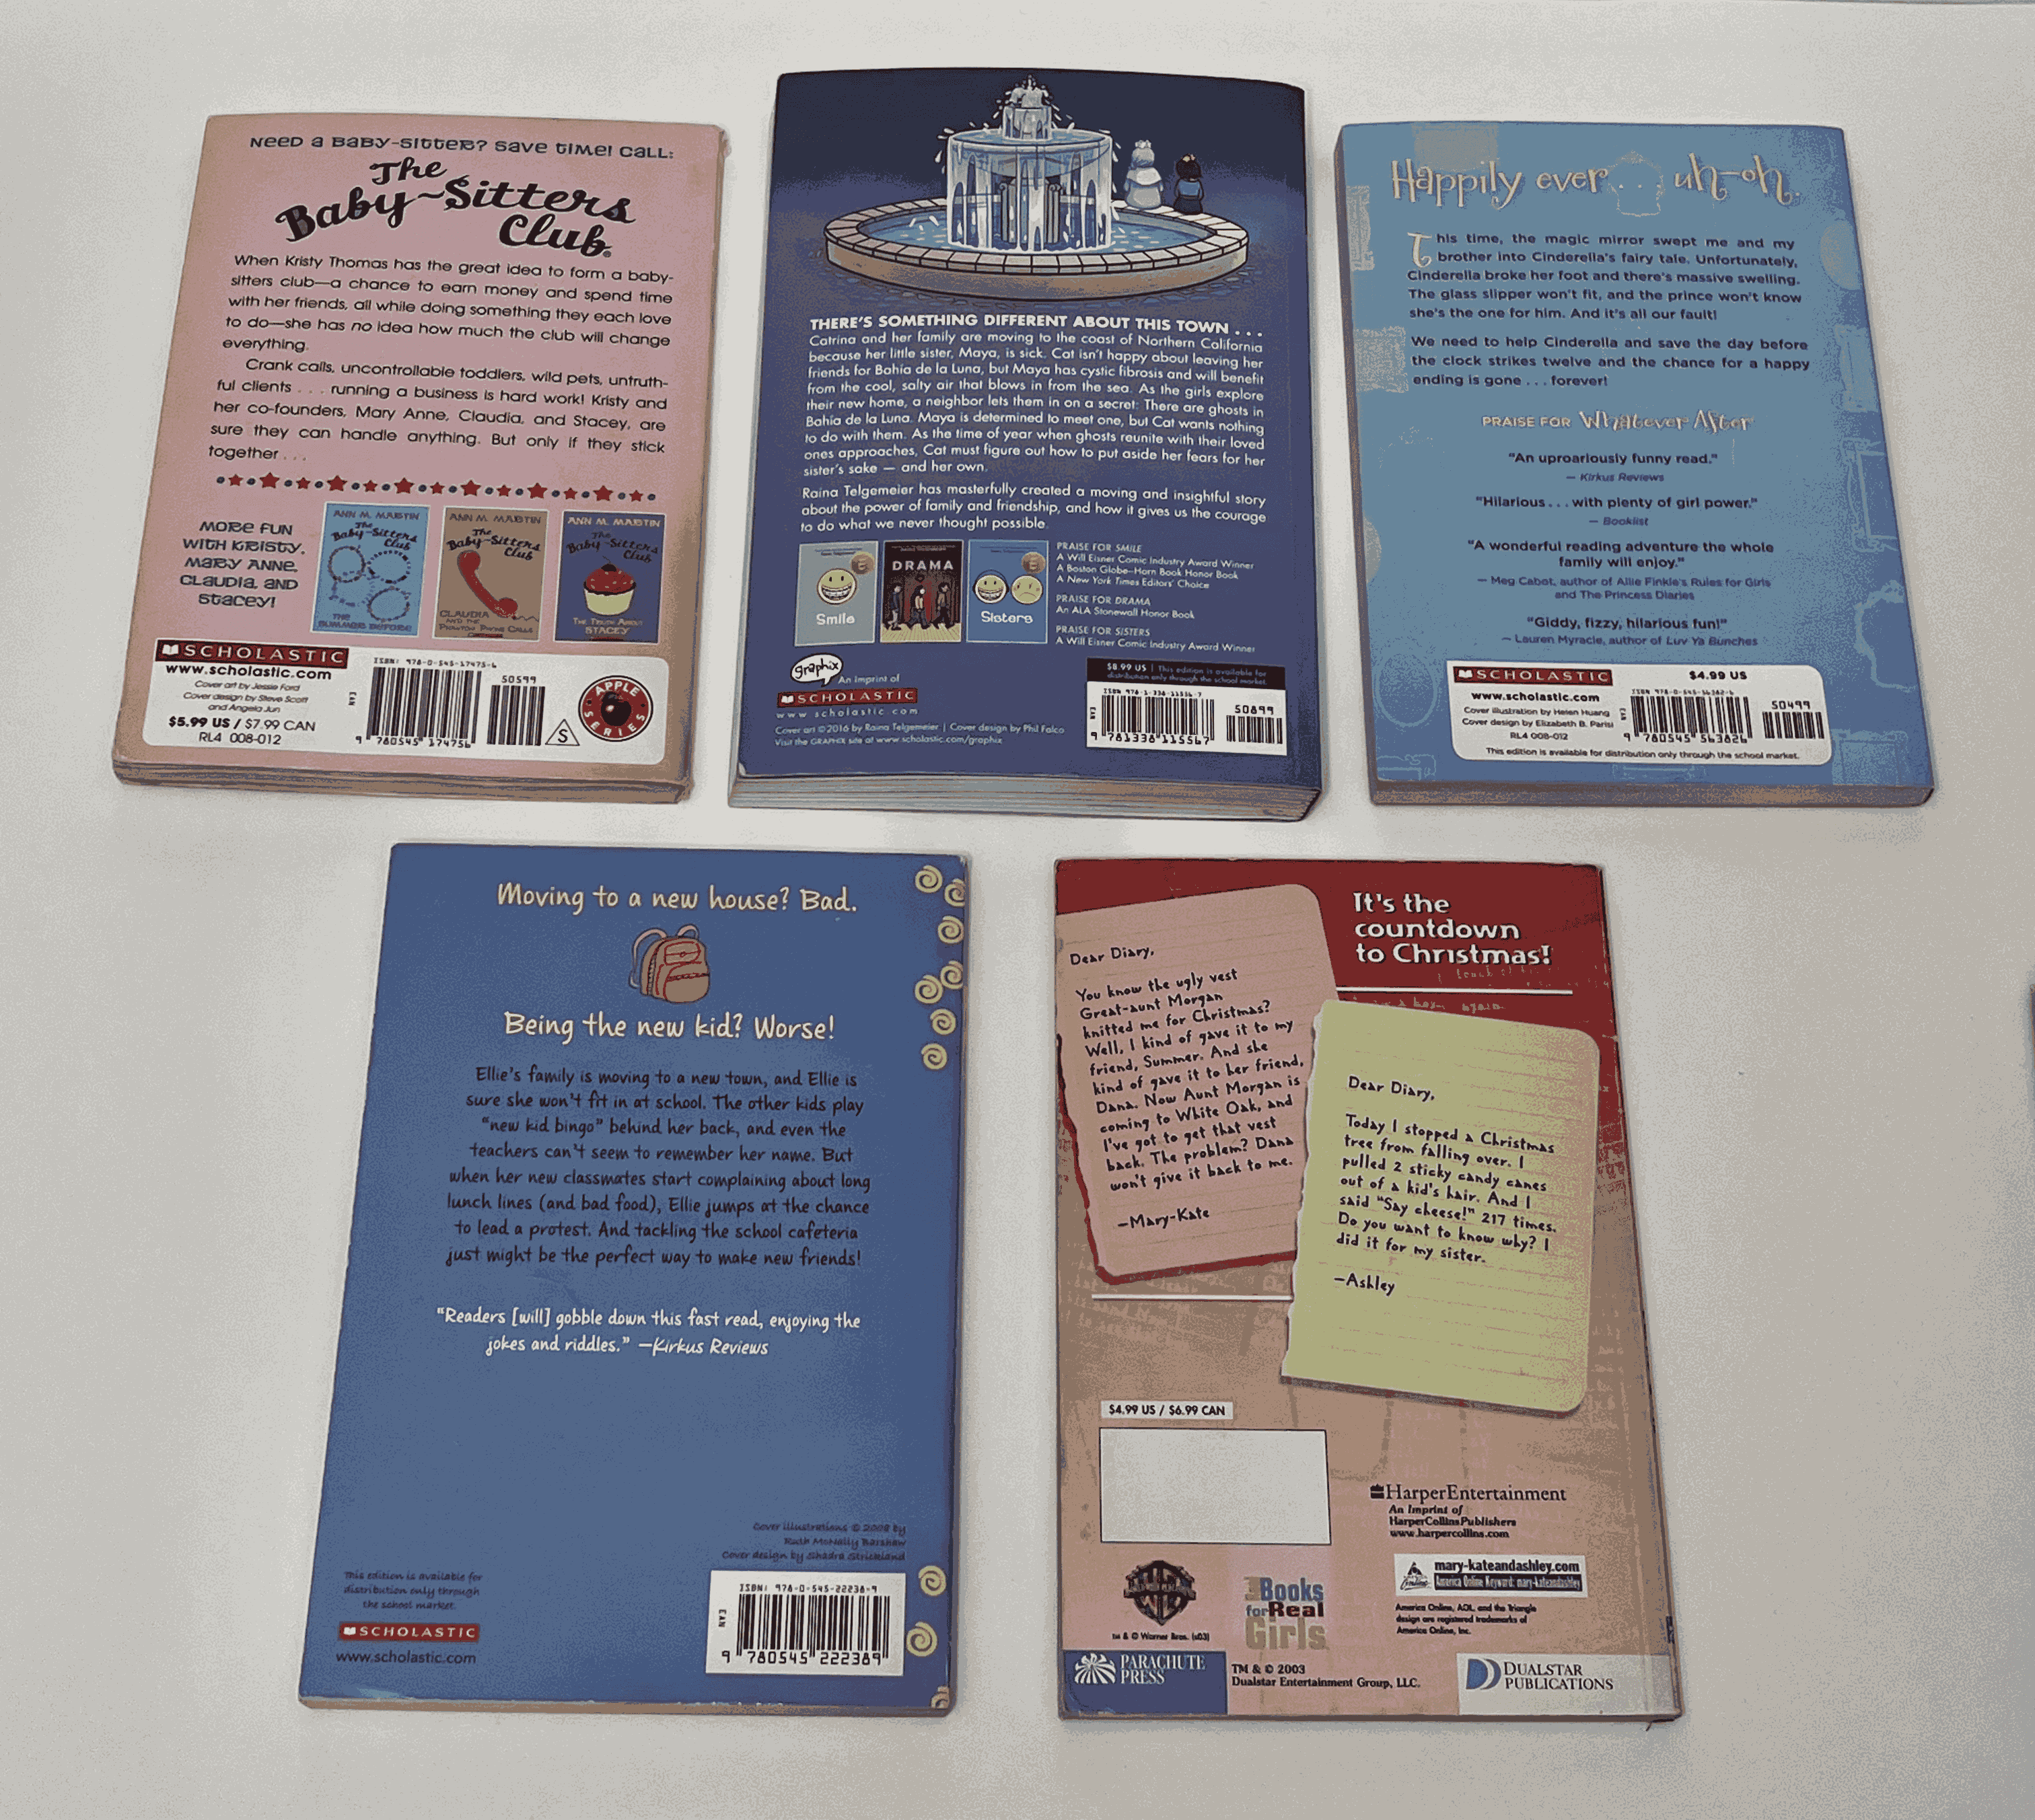 NEED A BABY-SITTER? SAVE TIME! CALL:
The
Baby-Sitters
Club®
When Kristy Thomas has the great idea to form a baby-
sitters club—a chance to earn money and spend time
with her friends, all while doing something they each love
to do—she has no idea how much the club will change
everything.
Crank calls, uncontrollable toddlers, wild pets, untruth-
ful clients . . . running a business is hard work! Kristy and
her co-founders, Mary Anne, Claudia, and Stacey, are
sure they can handle anything. But only if they stick
together . . .
MORE FUN
WITH KRISTY,
MARY ANNE,
CLAUDIA, AND
STACEY!
ANN M. MARTIN
The
Baby-Sitters
Club
THE
SUMMER BEFORE
ANN M. MARTIN
The
Baby-Sitters
Club
CLAUDIA
AND THE
PHANTOM PHONE CALLS
ANN M. MARTIN
The
Baby-Sitters
Club
THE TRUTH ABOUT
STACEY
SCHOLASTIC
www.scholastic.com
Cover art by Jessie Ford
Cover design by Steve Scott
and Angela Jun
$5.99 US / $7.99 CAN
RL4 008-012
ISBN: 978-0-545-17475-6
50599
EAN
9 780545 174756
S
APPLE
SERIES
THERE'S SOMETHING DIFFERENT ABOUT THIS TOWN . . .
Catrina and her family are moving to the coast of Northern California
because her little sister, Maya, is sick. Cat isn't happy about leaving her
friends for Bahía de la Luna, but Maya has cystic fibrosis and will benefit
from the cool, salty air that blows in from the sea. As the girls explore
their new home, a neighbor lets them in on a secret: There are ghosts in
Bahía de la Luna. Maya is determined to meet one, but Cat wants nothing
to do with them. As the time of year when ghosts reunite with their loved
ones approaches, Cat must figure out how to put aside her fears for her
sister's sake — and her own.
Raina Telgemeier has masterfully created a moving and insightful story
about the power of family and friendship, and how it gives us the courage
to do what we never thought possible.
Smile
DRAMA
Sisters
PRAISE FOR SMILE
A Will Eisner Comic Industry Award Winner
A Boston Globe–Horn Book Honor Book
A New York Times Editors' Choice
PRAISE FOR DRAMA
An ALA Stonewall Honor Book
PRAISE FOR SISTERS
A Will Eisner Comic Industry Award Winner
graphix
An Imprint of
SCHOLASTIC
www.scholastic.com
Cover art ©2016 by Raina Telgemeier | Cover design by Phil Falco
Visit the GRAPHIX site at www.scholastic.com/graphix
$8.99 US | This edition is available for
distribution only through the school market.
ISBN 978-1-338-11556-7
50899
EAN
9 781338 115567
Happily ever uh-oh.
This time, the magic mirror swept me and my
brother into Cinderella's fairy tale. Unfortunately,
Cinderella broke her foot and there's massive swelling.
The glass slipper won't fit, and the prince won't know
she's the one for him. And it's all our fault!
We need to help Cinderella and save the day before
the clock strikes twelve and the chance for a happy
ending is gone . . . forever!
PRAISE FOR Whatever After
"An uproariously funny read."
— Kirkus Reviews
"Hilarious . . . with plenty of girl power."
— Booklist
"A wonderful reading adventure the whole
family will enjoy."
— Meg Cabot, author of Allie Finkle's Rules for Girls
and The Princess Diaries
"Giddy, fizzy, hilarious fun!"
— Lauren Myracle, author of Luv Ya Bunches
SCHOLASTIC
www.scholastic.com
Cover illustration by Helen Huang
Cover design by Elizabeth B. Parisi
RL4 008-012
$4.99 US
ISBN 978-0-545-56382-6
50499
EAN
9 780545 563826
This edition is available for distribution only through the school market.
Moving to a new house? Bad.
Being the new kid? Worse!
Ellie's family is moving to a new town, and Ellie is
sure she won't fit in at school. The other kids play
"new kid bingo" behind her back, and even the
teachers can't seem to remember her name. But
when her new classmates start complaining about long
lunch lines (and bad food), Ellie jumps at the chance
to lead a protest. And tackling the school cafeteria
just might be the perfect way to make new friends!
"Readers [will] gobble down this fast read, enjoying the
jokes and riddles." —Kirkus Reviews
Cover illustrations © 2008 by
Ruth McNally Barshaw
Cover design by Shadra Strickland
This edition is available for
distribution only through
the school market.
SCHOLASTIC
www.scholastic.com
ISBN: 978-0-545-22238-9
EAN
9 780545 222389
It's the
countdown
to Christmas!
Dear Diary,
You know the ugly vest
Great-aunt Morgan
knitted me for Christmas?
Well, I kind of gave it to my
friend, Summer. And she
kind of gave it to her friend,
Dana. Now Aunt Morgan is
coming to White Oak, and
I've got to get that vest
back. The problem? Dana
won't give it back to me.
—Mary-Kate
Dear Diary,
Today I stopped a Christmas
tree from falling over. I
pulled 2 sticky candy canes
out of a kid's hair. And I
said "Say cheese!" 217 times.
Do you want to know why? I
did it for my sister.
—Ashley
$4.99 US / $6.99 CAN
HarperEntertainment
An Imprint of
HarperCollinsPublishers
www.harpercollins.com
mary-kateandashley.com
America Online Keyword: mary-kateandashley
America Online, AOL, and the Triangle
design are registered trademarks of
America Online, Inc.
TM & © Warner Bros. (s03)
Books
for Real
Girls
PARACHUTE
PRESS
TM & © 2003
Dualstar Entertainment Group, LLC.
DUALSTAR
PUBLICATIONS